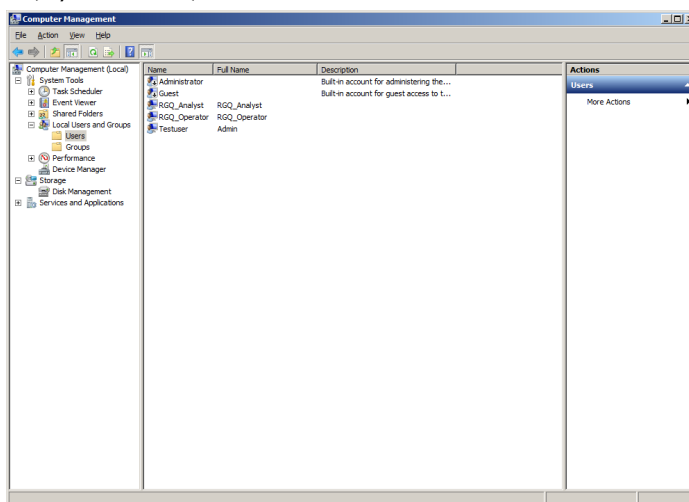 Computer Management
File Action View Help
Computer Management (Local)
System Tools
Task Scheduler
Event Viewer
Shared Folders
Local Users and Groups
Users
Groups
Performance
Device Manager
Storage
Disk Management
Services and Applications
Name Full Name Description
Administrator Built-in account for administering the...
Guest Built-in account for guest access to t...
RGQ_Analyst RGQ_Analyst
RGQ_Operator RGQ_Operator
Testuser Admin
Actions
Users
More Actions